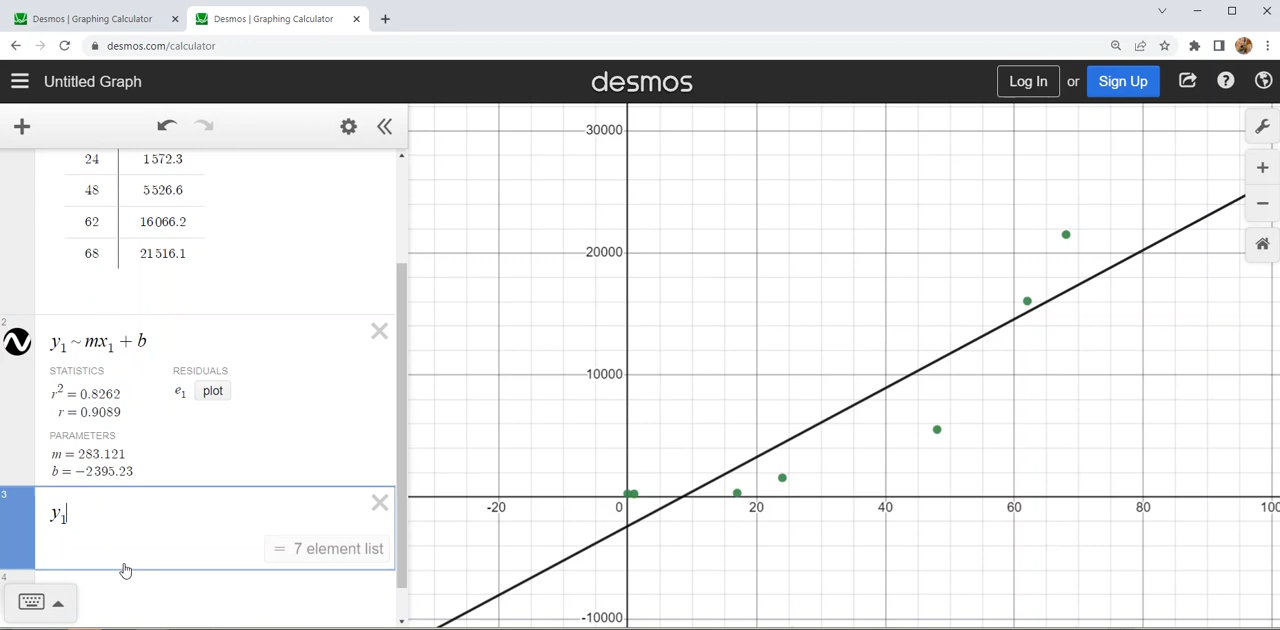 Desmos | Graphing Calculator
Desmos | Graphing Calculator
desmos.com/calculator
Untitled Graph
desmos
Log In or Sign Up
24 1572.3
48 5526.6
62 16066.2
68 21516.1
2
y₁ ~ mx₁ + b
STATISTICS RESIDUALS
r² = 0.8262 e₁ plot
r = 0.9089
PARAMETERS
m = 283.121
b = −2395.23
3
y₁
= 7 element list
4
30000
20000
10000
-20 0 20 40 60 80 100
-10000